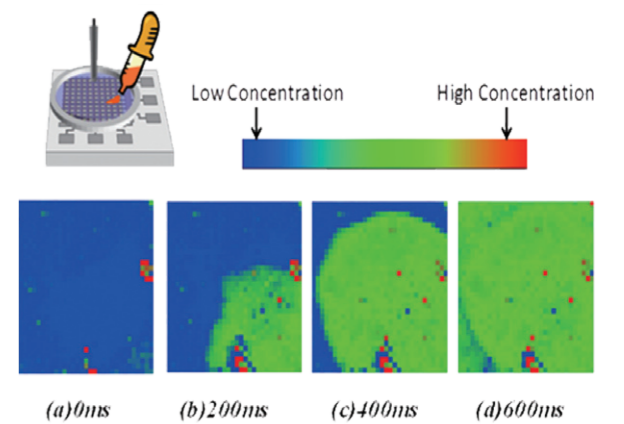 Low Concentration
High Concentration
(a)0ms
(b)200ms
(c)400ms
(d)600ms